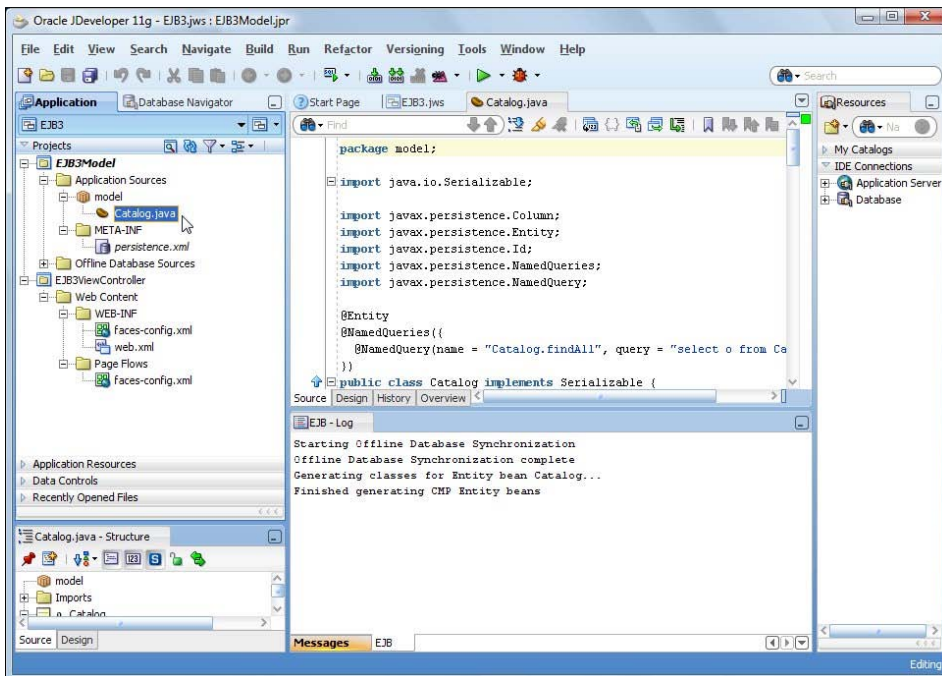 Oracle JDeveloper 11g - EJB3.jws : EJB3Model.jpr
File Edit View Search Navigate Build Run Refactor Versioning Tools Window Help
Search
Application
Database Navigator
EJB3
Projects
EJB3Model
Application Sources
model
Catalog.java
META-INF
persistence.xml
Offline Database Sources
EJB3ViewController
Web Content
WEB-INF
faces-config.xml
web.xml
Page Flows
faces-config.xml
Application Resources
Data Controls
Recently Opened Files
Catalog.java - Structure
model
Imports
Catalog
Source Design
Start Page
EJB3.jws
Catalog.java
Find
package model;
import java.io.Serializable;
import javax.persistence.Column;
import javax.persistence.Entity;
import javax.persistence.Id;
import javax.persistence.NamedQueries;
import javax.persistence.NamedQuery;
@Entity
@NamedQueries({
@NamedQuery(name = "Catalog.findAll", query = "select o from Ca
})
public class Catalog implements Serializable {
Source Design History Overview
EJB - Log
Starting Offline Database Synchronization
Offline Database Synchronization complete
Generating classes for Entity bean Catalog...
Finished generating CMP Entity beans
Messages EJB
Resources
Na
My Catalogs
IDE Connections
Application Server
Database
Editing